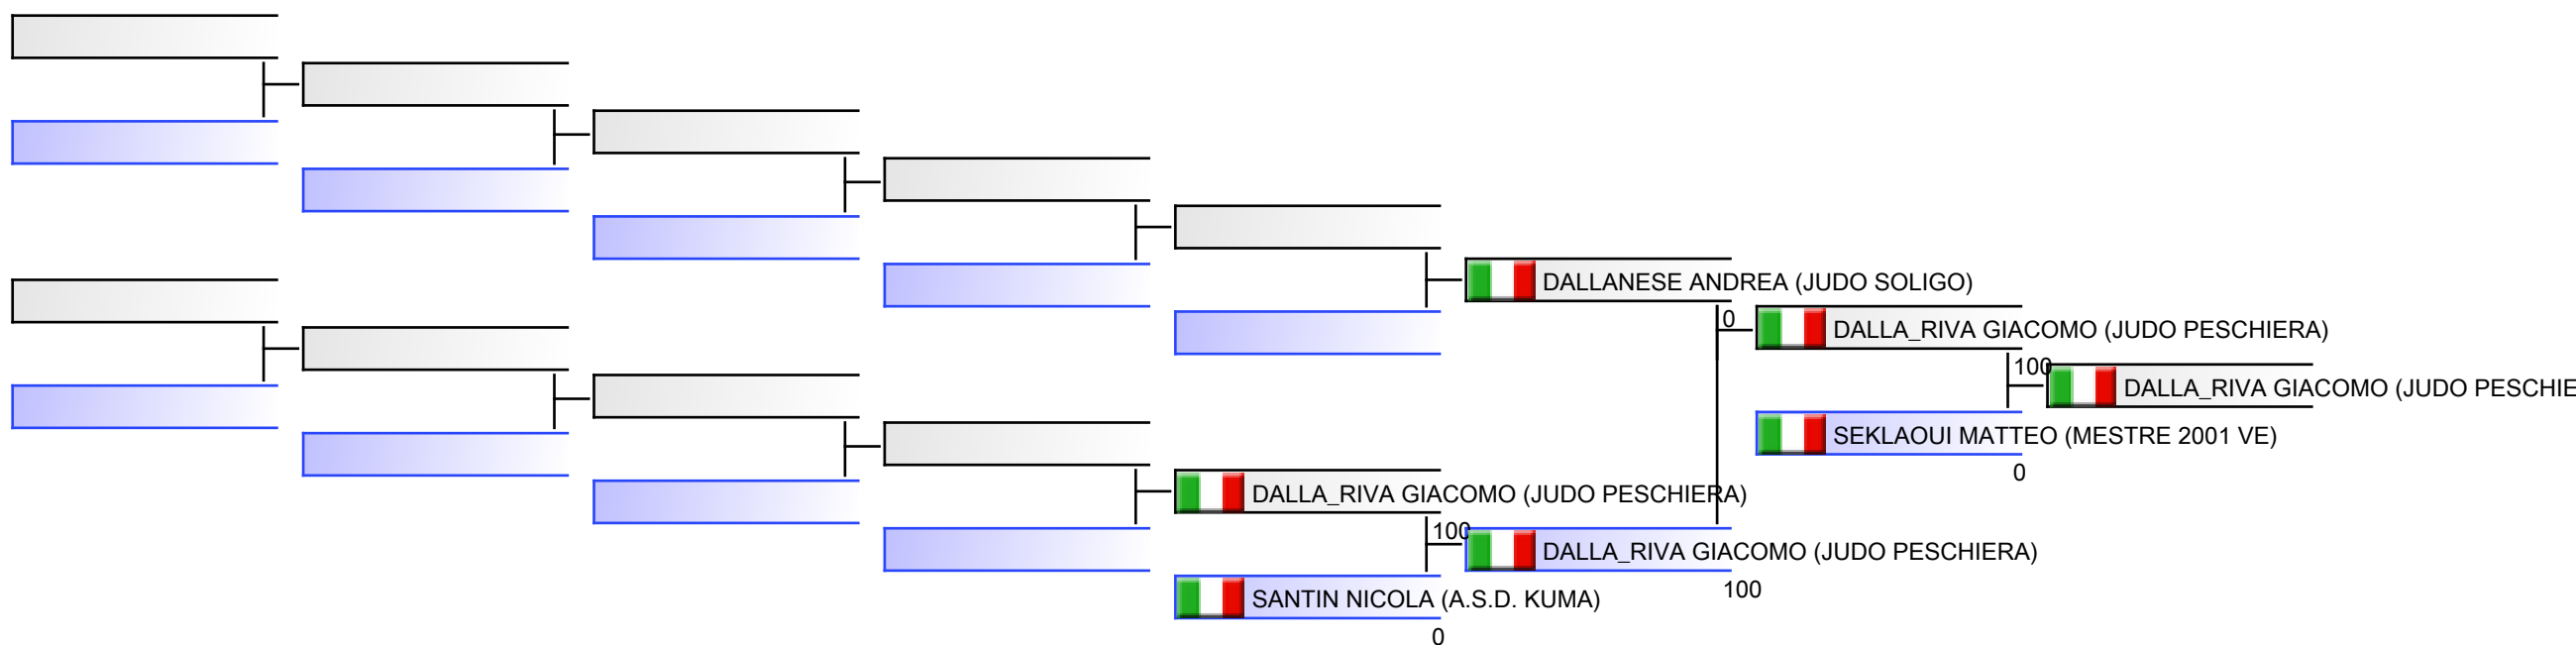 DALLANESE ANDREA (JUDO SOLIGO)
0
DALLA_RIVA GIACOMO (JUDO PESCHIERA)
100
DALLA_RIVA GIACOMO (JUDO PESCHIE
SEKLAOUI MATTEO (MESTRE 2001 VE)
0
DALLA_RIVA GIACOMO (JUDO PESCHIERA)
100
DALLA_RIVA GIACOMO (JUDO PESCHIERA)
100
SANTIN NICOLA (A.S.D. KUMA)
0